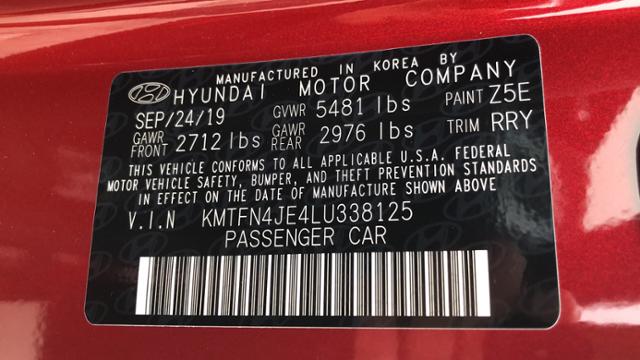 MANUFACTURED IN KOREA BY
HYUNDAI MOTOR COMPANY
SEP/24/19 GVWR 5481 lbs PAINT Z5E
GAWR FRONT 2712 lbs GAWR REAR 2976 lbs TRIM RRY
THIS VEHICLE CONFORMS TO ALL APPLICABLE U.S.A. FEDERAL
MOTOR VEHICLE SAFETY, BUMPER, AND THEFT PREVENTION STANDARDS
IN EFFECT ON THE DATE OF MANUFACTURE SHOWN ABOVE
V.I.N KMTFN4JE4LU338125
PASSENGER CAR